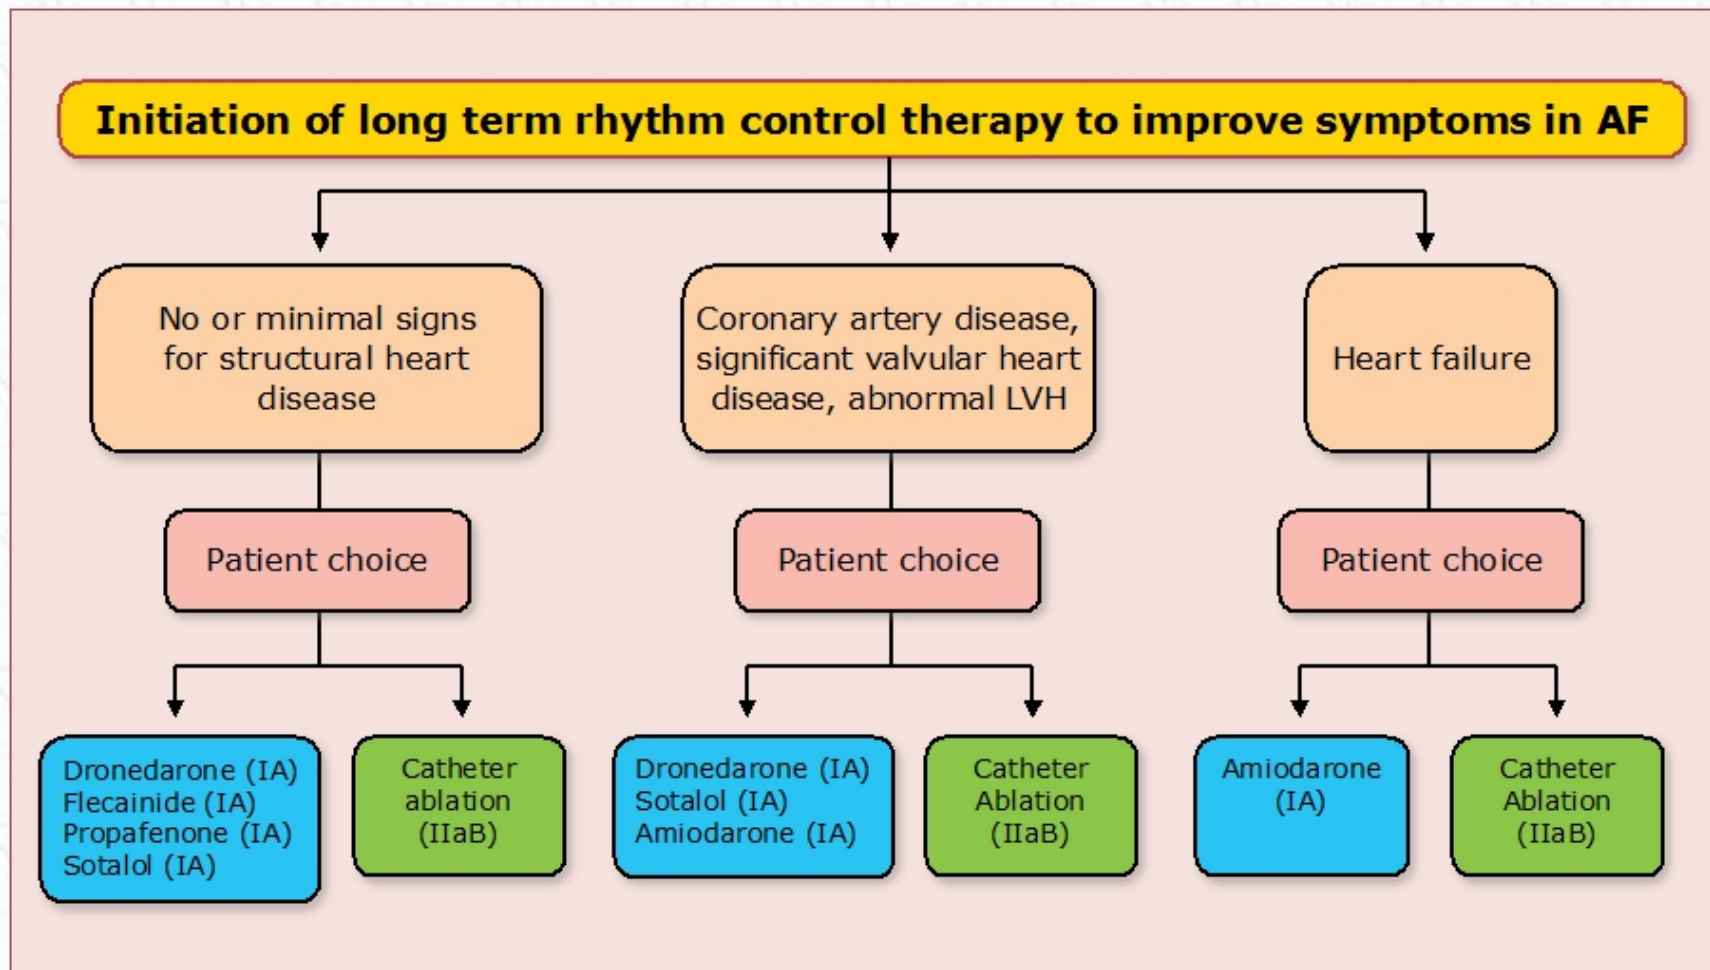 Initiation of long term rhythm control therapy to improve symptoms in AF
No or minimal signs
for structural heart
disease
Coronary artery disease,
significant valvular heart
disease, abnormal LVH
Heart failure
Patient choice
Patient choice
Patient choice
Dronedarone (IA)
Flecainide (IA)
Propafenone (IA)
Sotalol (IA)
Catheter
ablation
(IIaB)
Dronedarone (IA)
Sotalol (IA)
Amiodarone (IA)
Catheter
Ablation
(IIaB)
Amiodarone
(IA)
Catheter
Ablation
(IIaB)